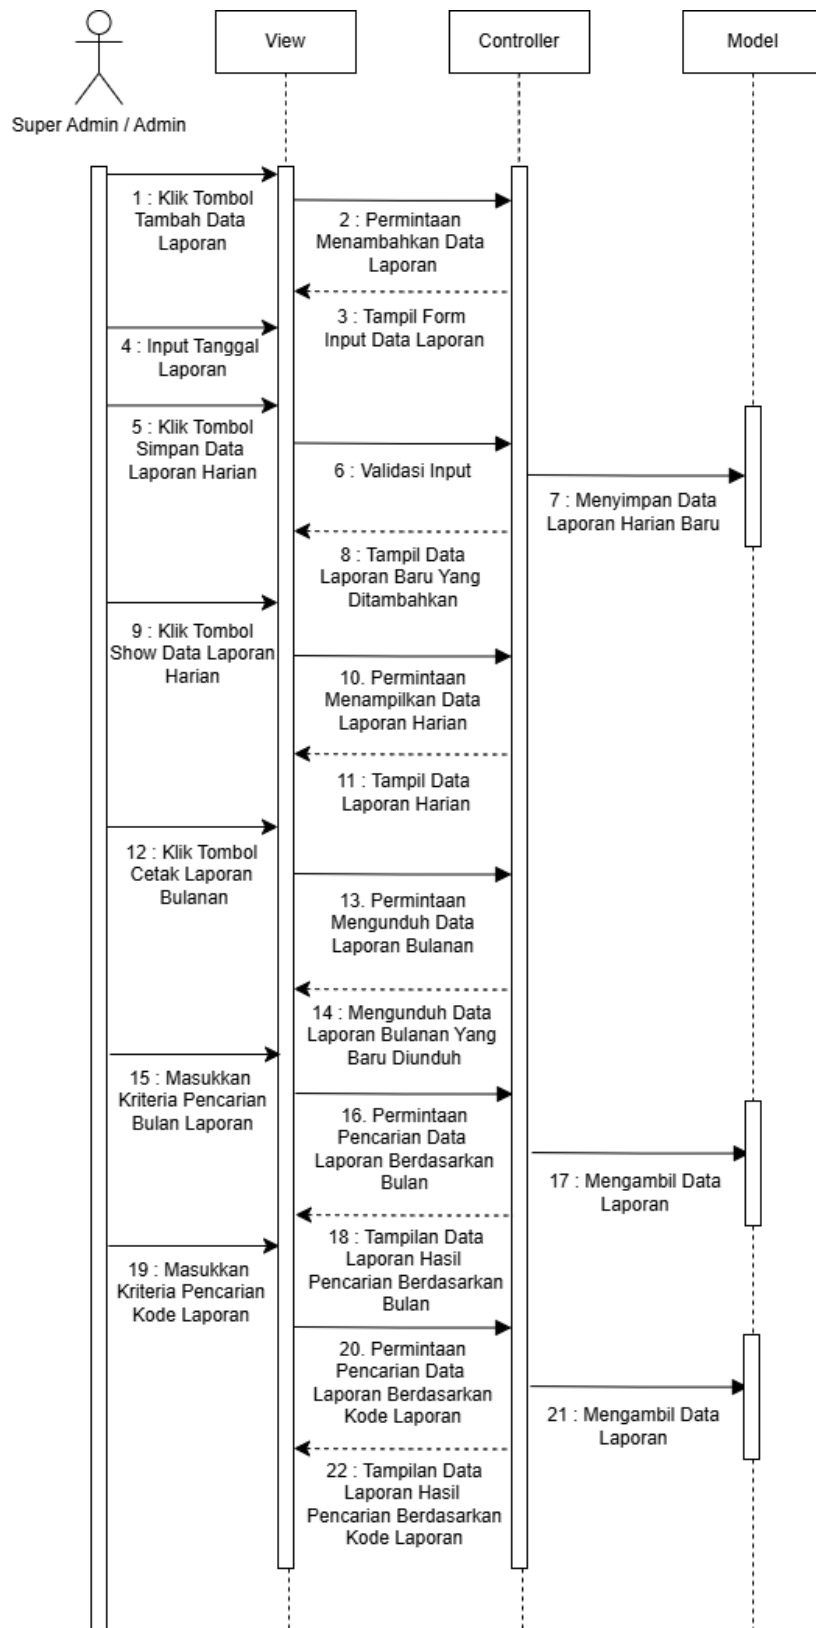 View
Controller
Model
Super Admin / Admin
1 : Klik Tombol
Tambah Data
Laporan
2 : Permintaan
Menambahkan Data
Laporan
3 : Tampil Form
Input Data Laporan
4 : Input Tanggal
Laporan
5 : Klik Tombol
Simpan Data
Laporan Harian
6 : Validasi Input
7 : Menyimpan Data
Laporan Harian Baru
8 : Tampil Data
Laporan Baru Yang
Ditambahkan
9 : Klik Tombol
Show Data Laporan
Harian
10. Permintaan
Menampilkan Data
Laporan Harian
11 : Tampil Data
Laporan Harian
12 : Klik Tombol
Cetak Laporan
Bulanan
13. Permintaan
Mengunduh Data
Laporan Bulanan
14 : Mengunduh Data
Laporan Bulanan Yang
Baru Diunduh
15 : Masukkan
Kriteria Pencarian
Bulan Laporan
16. Permintaan
Pencarian Data
Laporan Berdasarkan
Bulan
17 : Mengambil Data
Laporan
18 : Tampilan Data
Laporan Hasil
Pencarian Berdasarkan
Bulan
19 : Masukkan
Kriteria Pencarian
Kode Laporan
20. Permintaan
Pencarian Data
Laporan Berdasarkan
Kode Laporan
21 : Mengambil Data
Laporan
22 : Tampilan Data
Laporan Hasil
Pencarian Berdasarkan
Kode Laporan